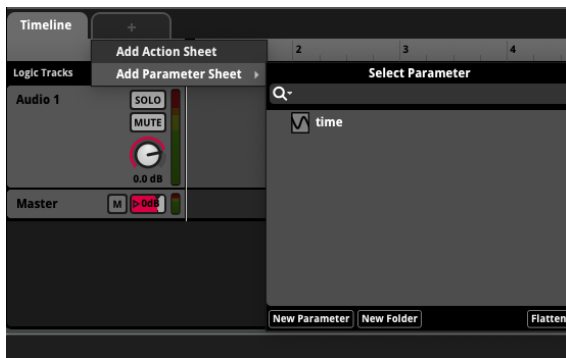 Timeline
+
Add Action Sheet
Add Parameter Sheet
2 3 4
Logic Tracks
Select Parameter
Audio 1
SOLO
MUTE
0.0 dB
time
Master
M
0dB
New Parameter
New Folder
Flatten